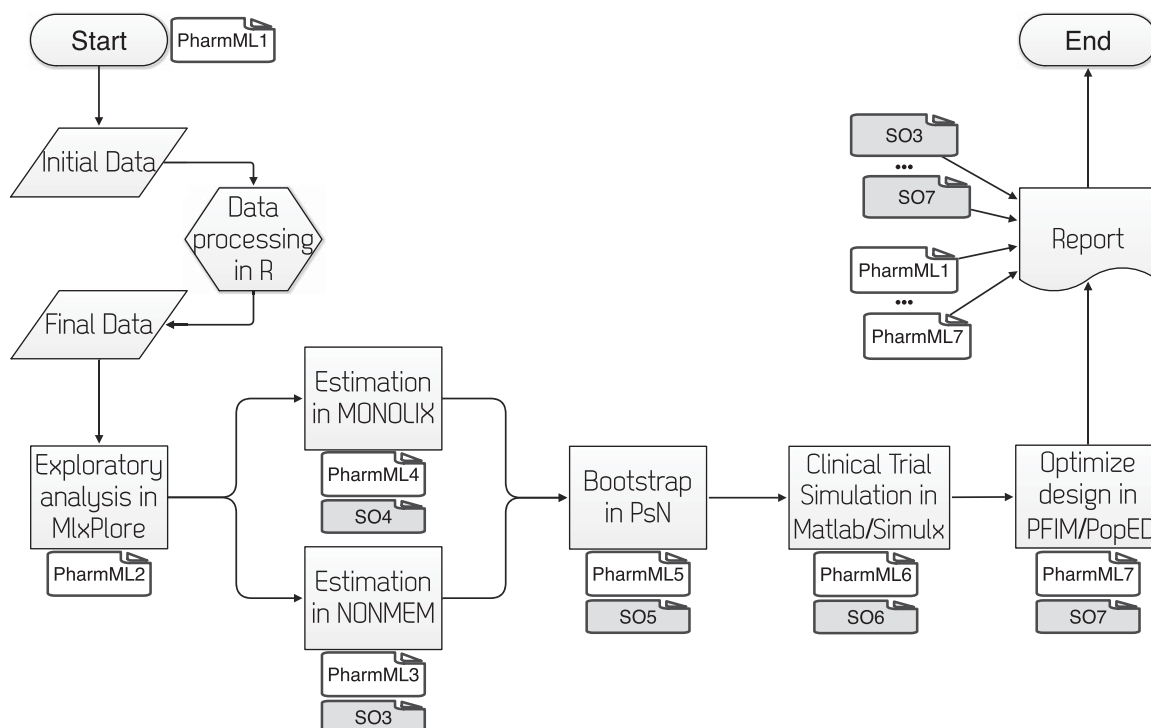 Start
PharmML1
Initial Data
Data
processing
in R
Final Data
Exploratory
analysis in
MlxPlore
PharmML2
Estimation
in MONOLIX
PharmML4
SO4
Estimation
in NONMEM
PharmML3
SO3
Bootstrap
in PsN
PharmML5
SO5
Clinical Trial
Simulation in
Matlab/Simulx
PharmML6
SO6
Optimize
design in
PFIM/PopED
PharmML7
SO7
SO3
...
SO7
PharmML1
...
PharmML7
Report
End